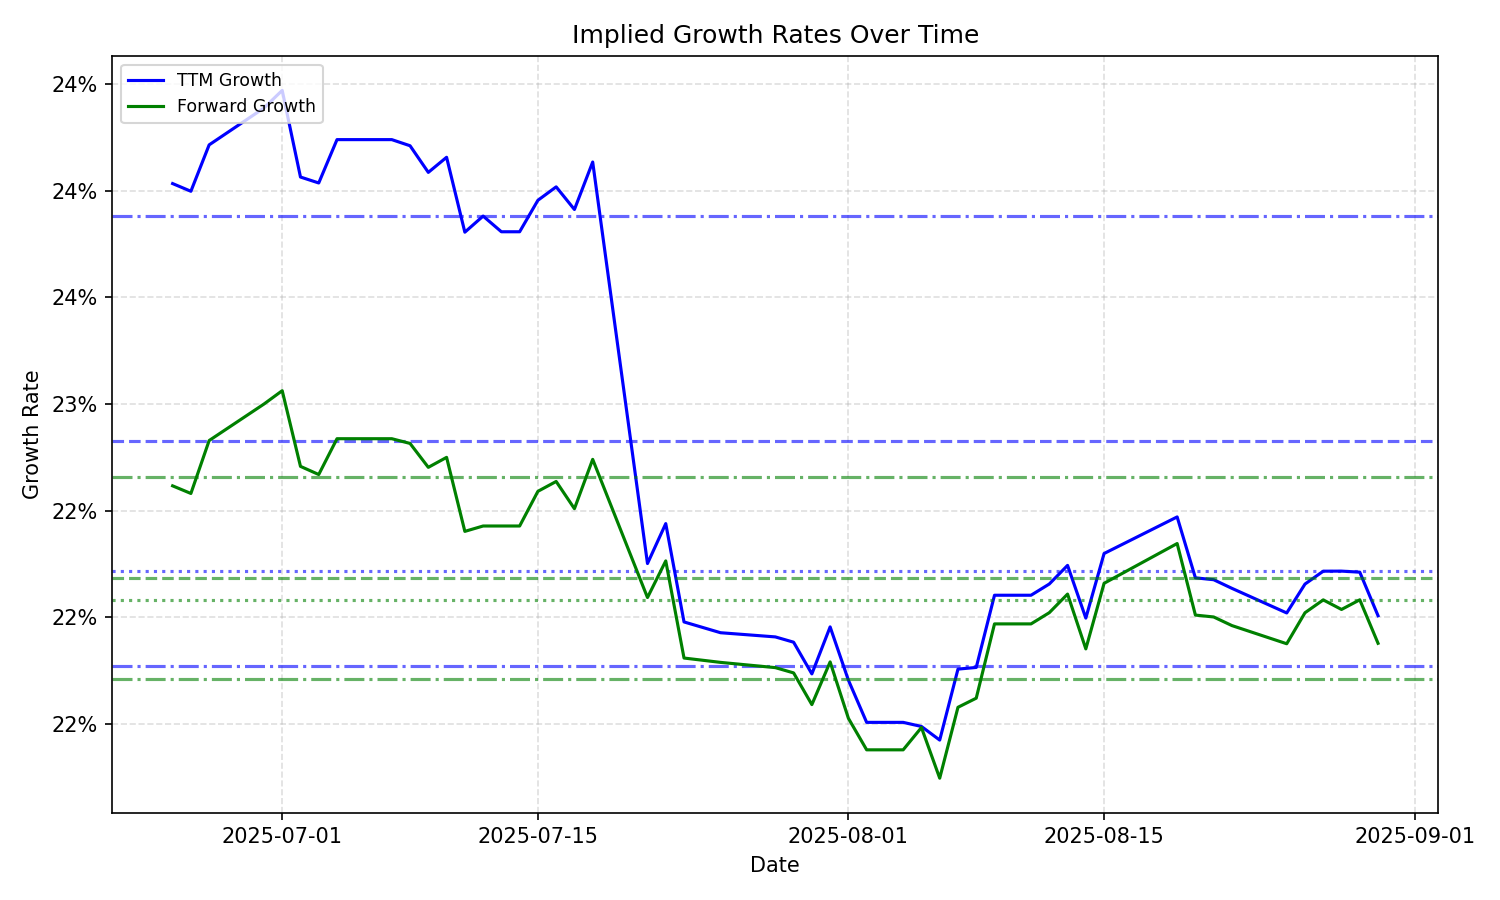 Implied Growth Rates Over Time
TTM Growth
Forward Growth
24%
24%
24%
23%
22%
22%
22%
Growth Rate
2025-07-01
2025-07-15
2025-08-01
2025-08-15
2025-09-01
Date